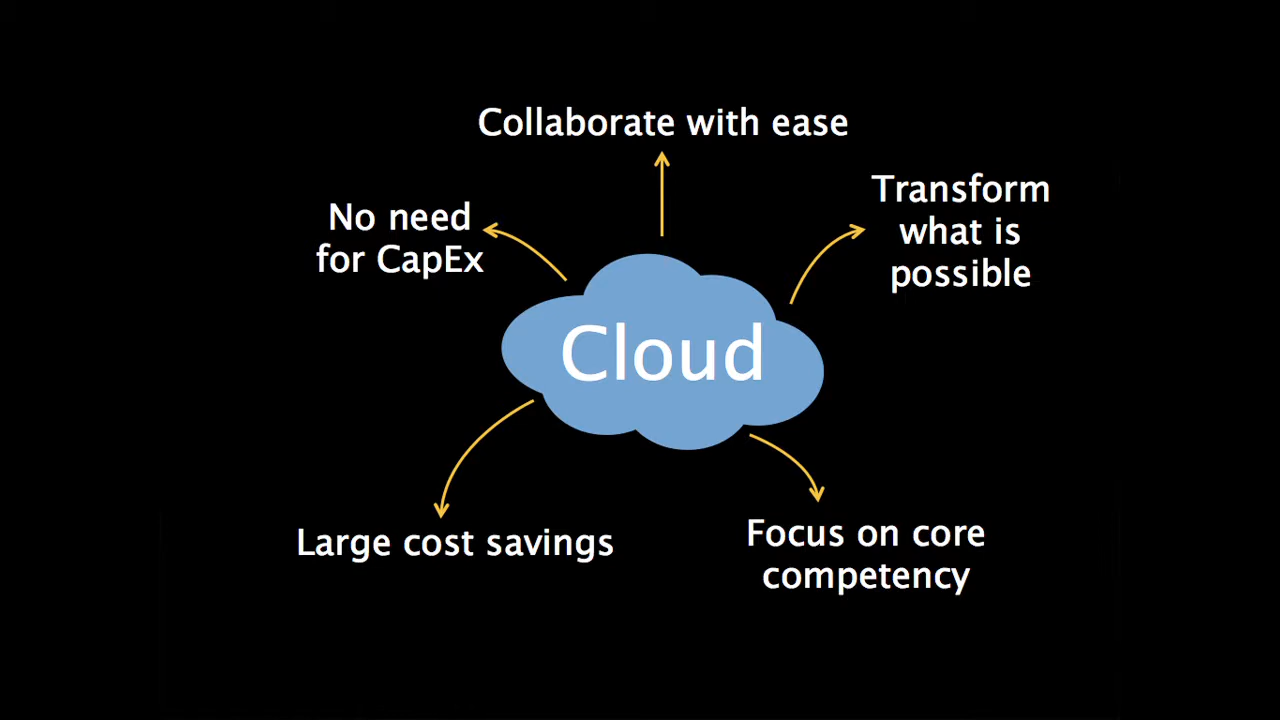 Collaborate with ease
No need
for CapEx
Transform
what is
possible
Cloud
Large cost savings
Focus on core
competency